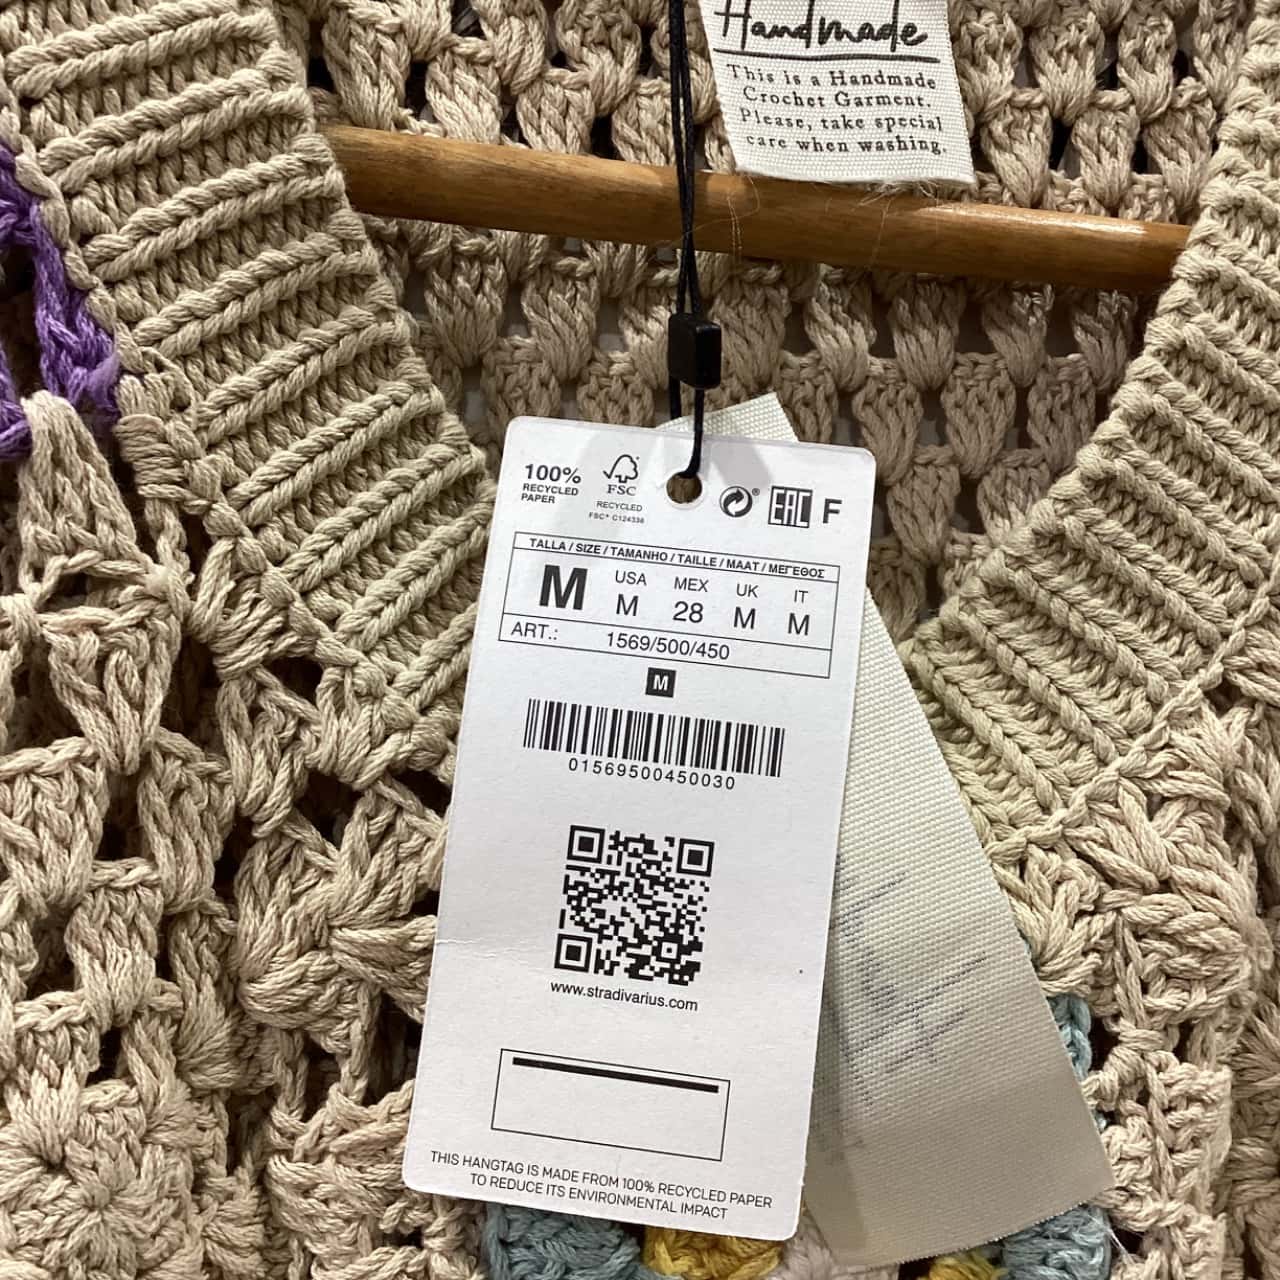 Handmade
This is a Handmade
Crochet Garment.
Please, take special
care when washing.
100%
RECYCLED
PAPER
FSC
RECYCLED
FSC® C124336
® EAC F
TALLA / SIZE / TAMANHO / TAILLE / MAAT / ΜΕΓΕΘΟΣ
M USA MEX UK IT
M 28 M M
ART.: 1569/500/450
M
01569500450030
www.stradivarius.com
THIS HANGTAG IS MADE FROM 100% RECYCLED PAPER
TO REDUCE ITS ENVIRONMENTAL IMPACT